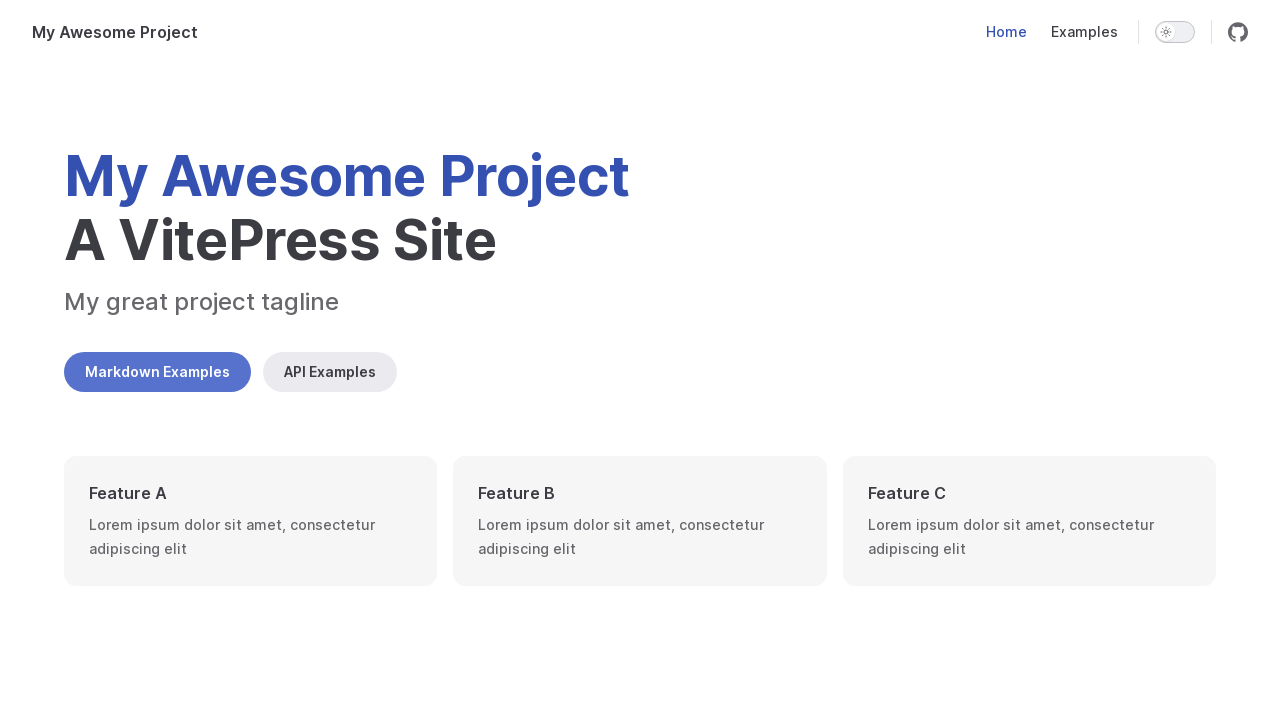 My Awesome Project
Home
Examples
My Awesome Project
A VitePress Site
My great project tagline
Markdown Examples
API Examples
Feature A
Lorem ipsum dolor sit amet, consectetur
adipiscing elit
Feature B
Lorem ipsum dolor sit amet, consectetur
adipiscing elit
Feature C
Lorem ipsum dolor sit amet, consectetur
adipiscing elit